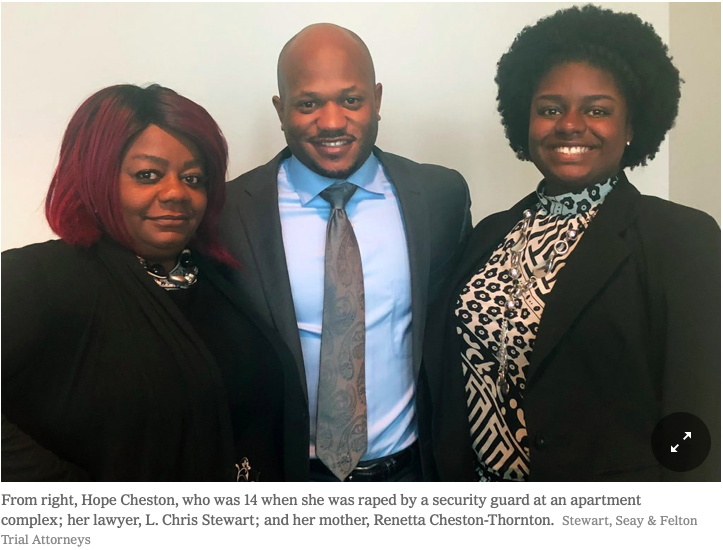 From right, Hope Cheston, who was 14 when she was raped by a security guard at an apartment
complex; her lawyer, L. Chris Stewart; and her mother, Renetta Cheston-Thornton. Stewart, Seay & Felton
Trial Attorneys